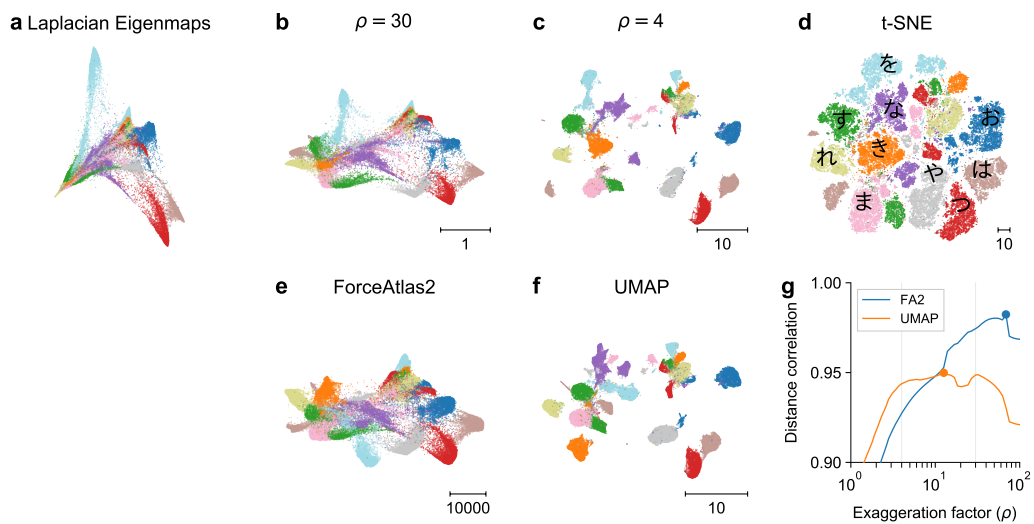 a Laplacian Eigenmaps
b ρ = 30
c ρ = 4
d t-SNE
を
な
す
お
れ
き
や
は
ま
つ
1
10
10
e ForceAtlas2
f UMAP
g
10000
10
1.00
0.95
0.90
Distance correlation
FA2
UMAP
10⁰
10¹
10²
Exaggeration factor (ρ)